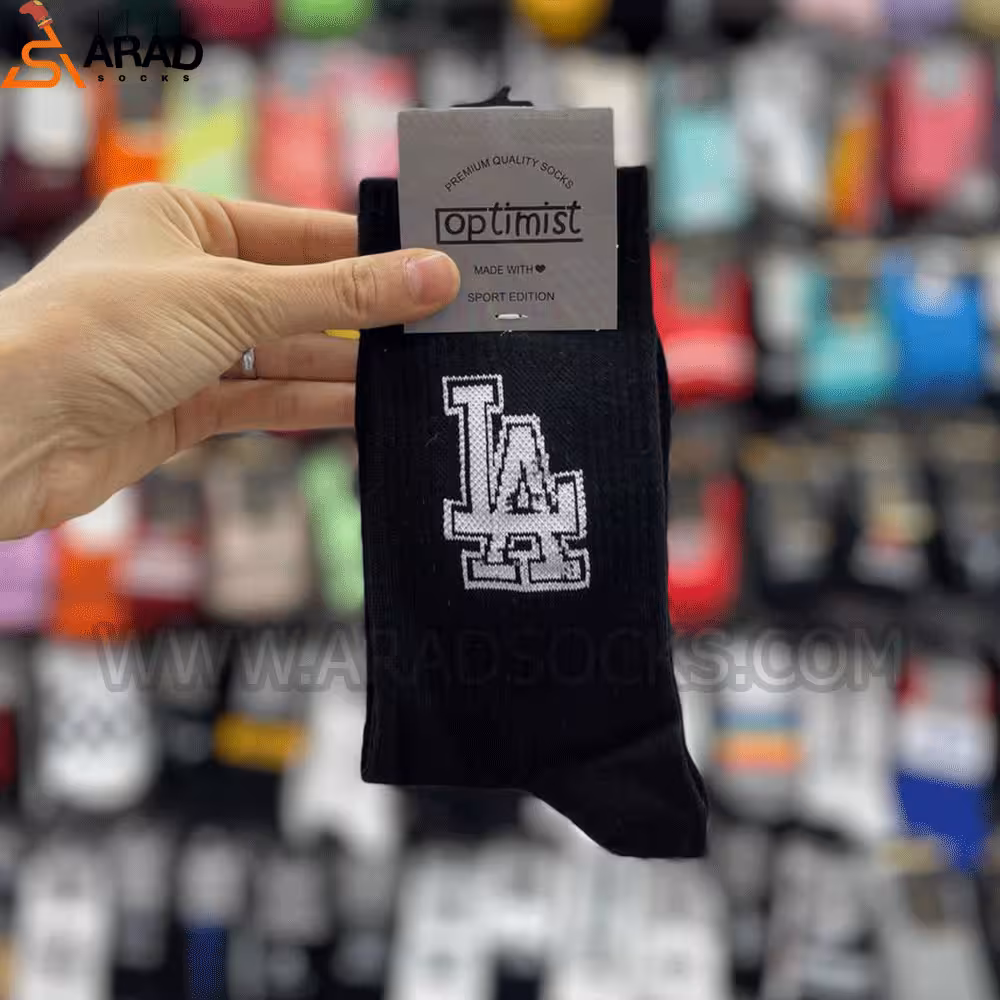 ARAD
SOCKS
PREMIUM QUALITY SOCKS
optimist
MADE WITH ♥
SPORT EDITION
LA
WWW.ARADSOCKS.COM